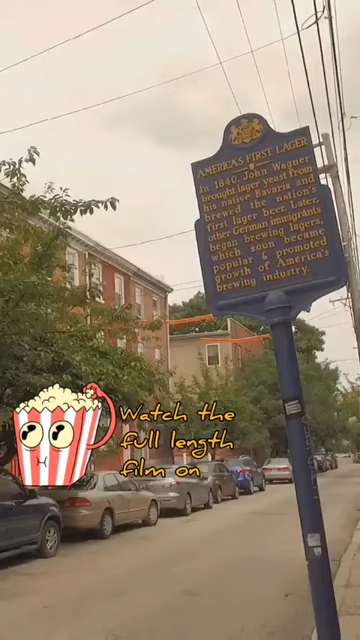 AMERICA'S FIRST LAGER
In 1840, John Wagner
brought lager yeast from
his native Bavaria and
brewed the nation's
first lager beer. Later,
other German immigrants
began brewing lagers,
which soon became
popular & promoted
growth of America's
brewing industry.
Watch the
full length
film on